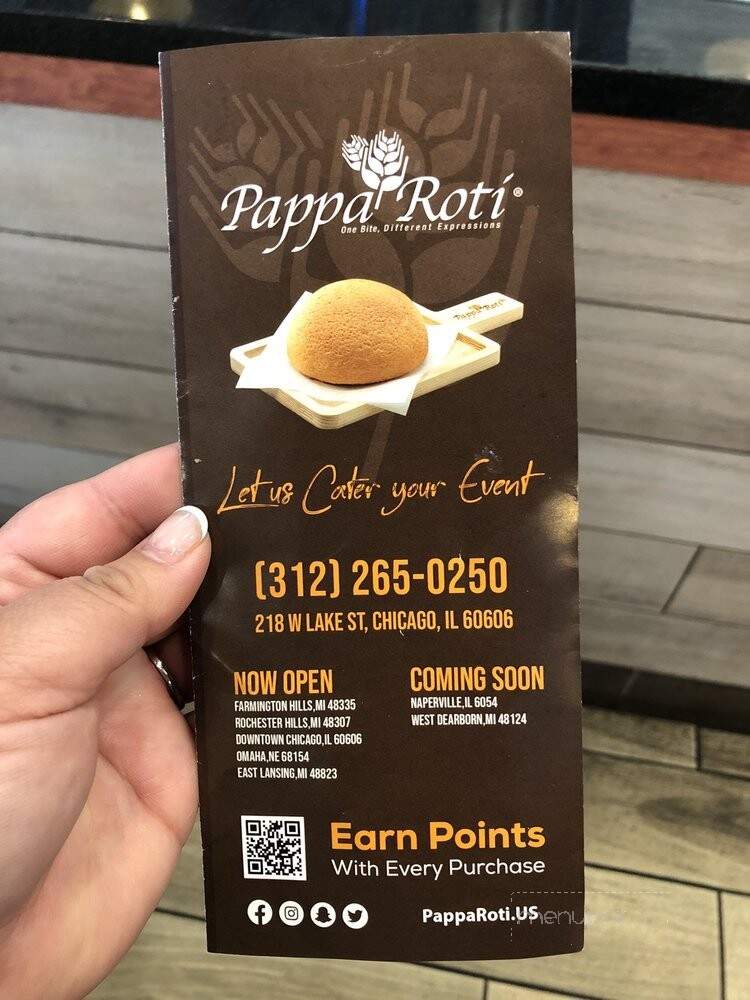 Pappa Roti®
One Bite, Different Expressions
Pappa Roti
Let us Cater your Event
(312) 265-0250
218 W LAKE ST, CHICAGO, IL 60606
NOW OPEN
FARMINGTON HILLS,MI 48335
ROCHESTER HILLS,MI 48307
DOWNTOWN CHICAGO,IL 60606
OMAHA,NE 68154
EAST LANSING,MI 48823
COMING SOON
NAPERVILLE,IL 6054
WEST DEARBORN,MI 48124
Earn Points
With Every Purchase
PappaRoti.US